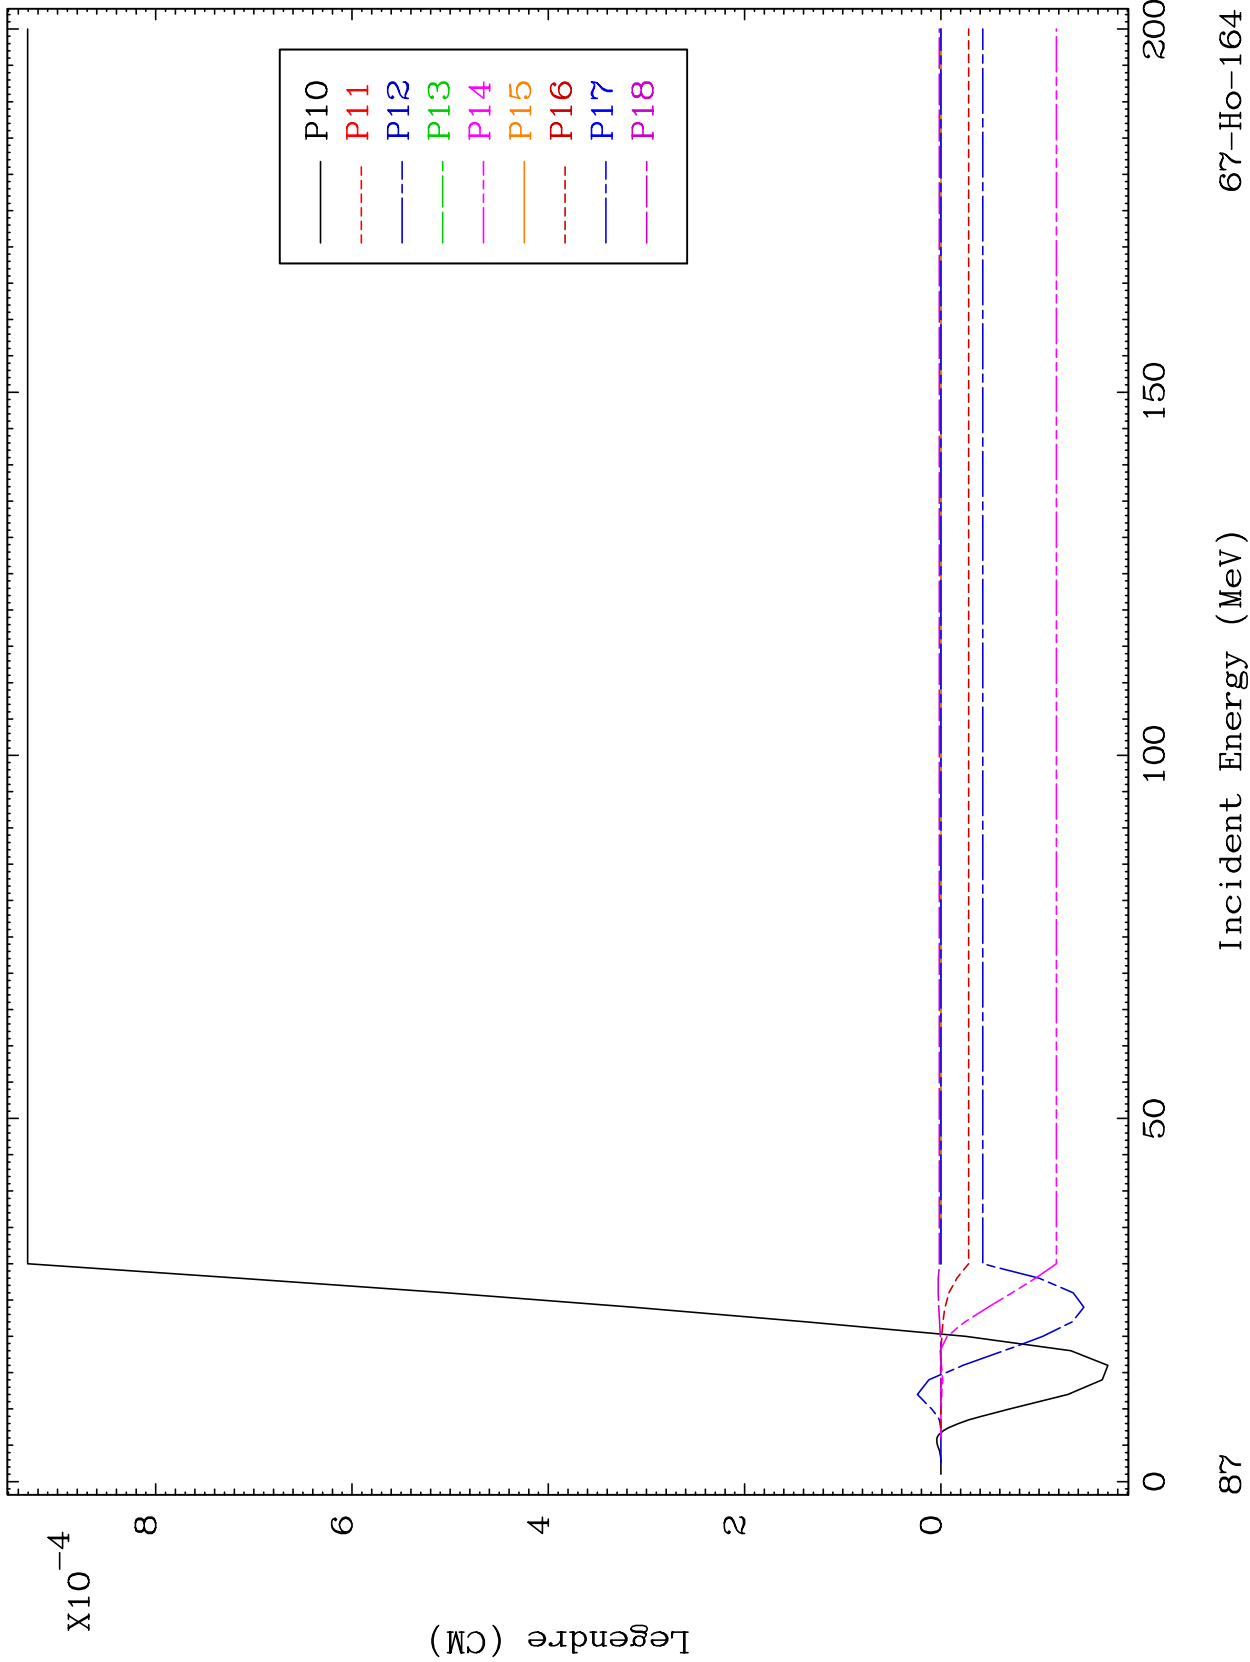 X10-4
8
6
4
2
0
Legendre (CM)
P10
P11
P12
P13
P14
P15
P16
P17
P18
0
50
100
150
200
Incident Energy (MeV)
87
67-Ho-164